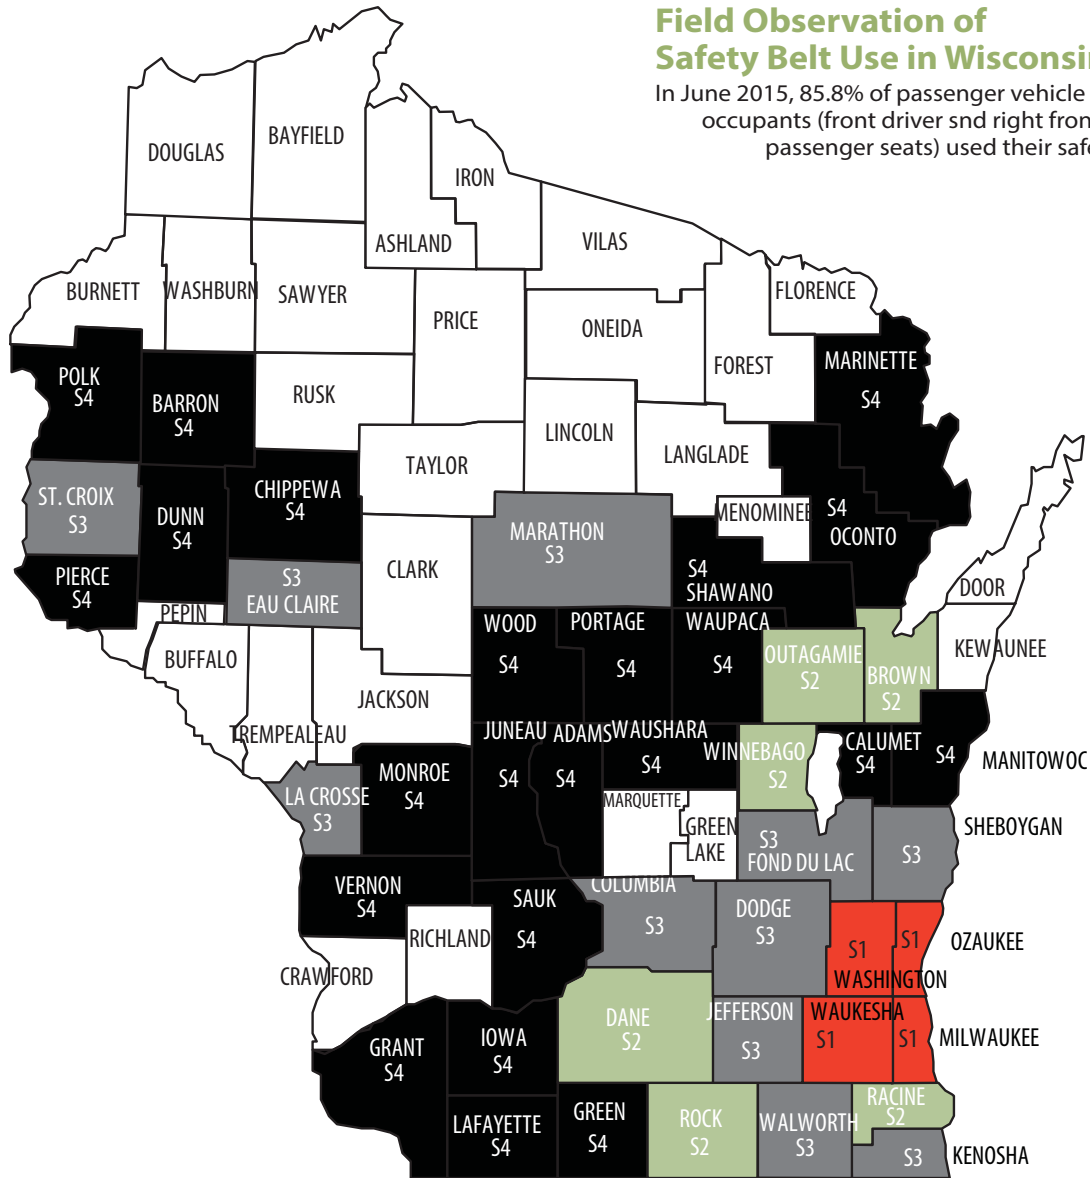 Field Observation of
Safety Belt Use in Wisconsin
In June 2015, 85.8% of passenger vehicle
occupants (front driver snd right fron
passenger seats) used their safe
DOUGLAS
BAYFIELD
IRON
ASHLAND
VILAS
BURNETT
WASHBURN
SAWYER
PRICE
ONEIDA
FLORENCE
FOREST
MARINETTE
S4
POLK
S4
BARRON
S4
RUSK
LINCOLN
LANGLADE
TAYLOR
CHIPPEWA
S4
ST. CROIX
S3
DUNN
S4
MARATHON
S3
MENOMINEE
S4
OCONTO
CLARK
PIERCE
S4
S3
EAU CLAIRE
S4
SHAWANO
DOOR
PEPIN
WOOD
S4
PORTAGE
S4
WAUPACA
S4
OUTAGAMIE
S2
BROWN
S2
KEWAUNEE
BUFFALO
TREMPEALEAU
JACKSON
JUNEAU
S4
ADAMS
S4
WAUSHARA
S4
WINNEBAGO
S2
CALUMET
S4
S4
MANITOWOC
MONROE
S4
LA CROSSE
S3
MARQUETTE
GREEN
LAKE
S3
FOND DU LAC
S3
SHEBOYGAN
VERNON
S4
SAUK
S4
COLUMBIA
S3
DODGE
S3
S1
WASHINGTON
S1
OZAUKEE
RICHLAND
CRAWFORD
DANE
S2
JEFFERSON
S3
WAUKESHA
S1
S1
MILWAUKEE
GRANT
S4
IOWA
S4
LAFAYETTE
S4
GREEN
S4
ROCK
S2
WALWORTH
S3
RACINE
S2
S3
KENOSHA